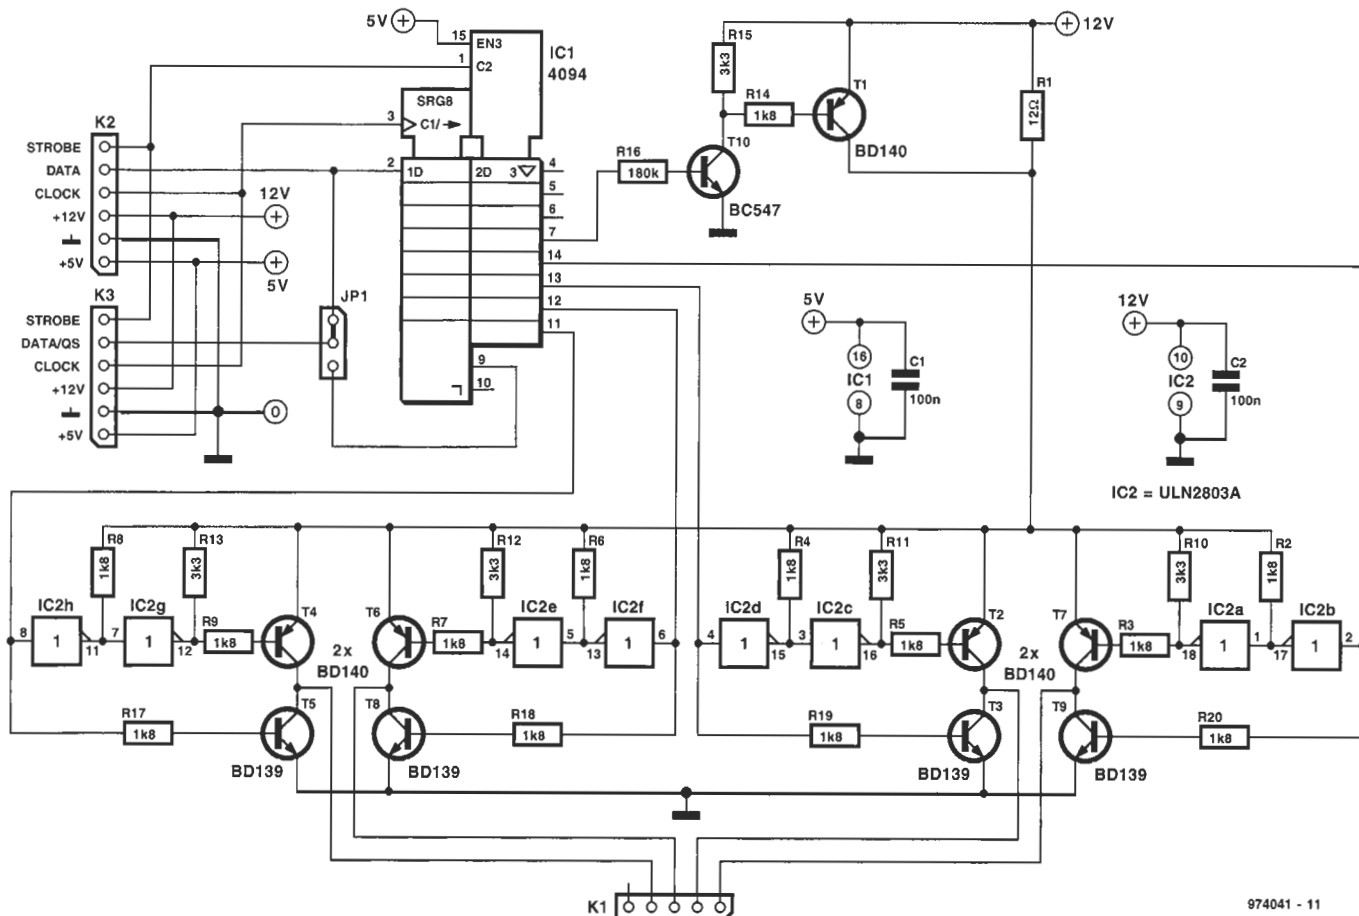 5V
15
EN3
IC1
4094
1
C2
SRG8
3
C1/
K2
STROBE
DATA
CLOCK
+12V
+5V
12V
5V
K3
STROBE
DATA/QS
CLOCK
+12V
+5V
0
JP1
2
1D
2D
3
4
5
6
7
14
13
12
11
9
10
R15
3k3
R14
1k8
T1
BD140
12V
R1
12Ω
R16
180k
T10
BC547
5V
16
IC1
8
C1
100n
12V
10
IC2
9
C2
100n
IC2 = ULN2803A
R8
1k8
R13
3k3
R12
3k3
R6
1k8
R4
1k8
R11
3k3
R10
3k3
R2
1k8
IC2h
8
1
11
IC2g
7
1
12
R9
1k8
T4
T6
R7
1k8
14
IC2e
1
5
13
IC2f
1
6
IC2d
4
1
15
IC2c
3
1
16
R5
1k8
T2
T7
R3
1k8
18
IC2a
1
1
17
IC2b
1
2
2x
BD140
2x
BD140
R17
1k8
T5
BD139
T8
BD139
R18
1k8
R19
1k8
T3
BD139
T9
BD139
R20
1k8
K1
974041 - 11